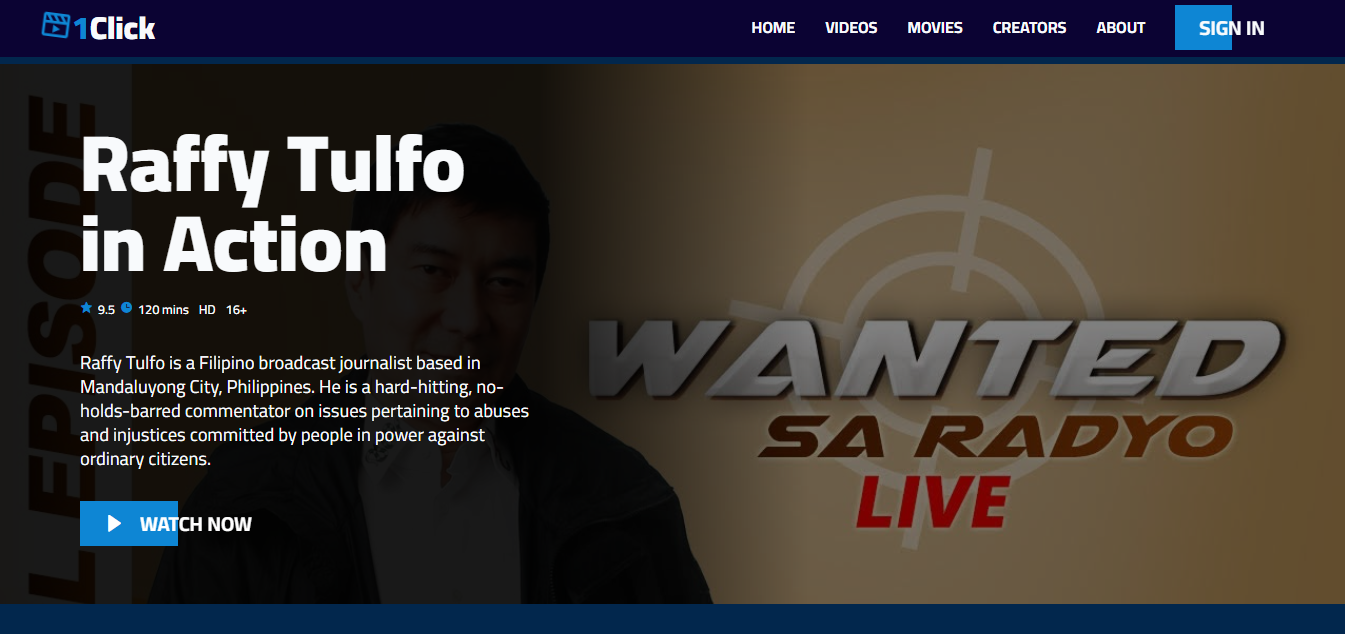 1Click
HOME VIDEOS MOVIES CREATORS ABOUT SIGN IN
L EPISODE
Raffy Tulfo
in Action
9.5 120 mins HD 16+
Raffy Tulfo is a Filipino broadcast journalist based in
Mandaluyong City, Philippines. He is a hard-hitting, no-
holds-barred commentator on issues pertaining to abuses
and injustices committed by people in power against
ordinary citizens.
WATCH NOW
WANTED
SA RADYO
LIVE